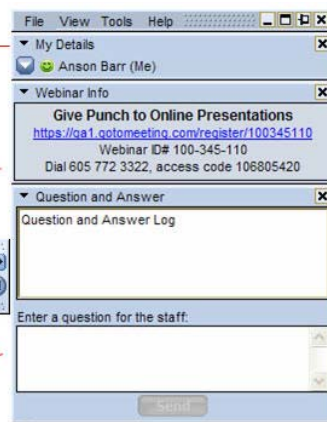 File View Tools Help
My Details
Anson Barr (Me)
Webinar Info
Give Punch to Online Presentations
https://qa1.gotomeeting.com/register/100345110
Webinar ID# 100-345-110
Dial 605 772 3322, access code 106805420
Question and Answer
Question and Answer Log
Enter a question for the staff:
Send